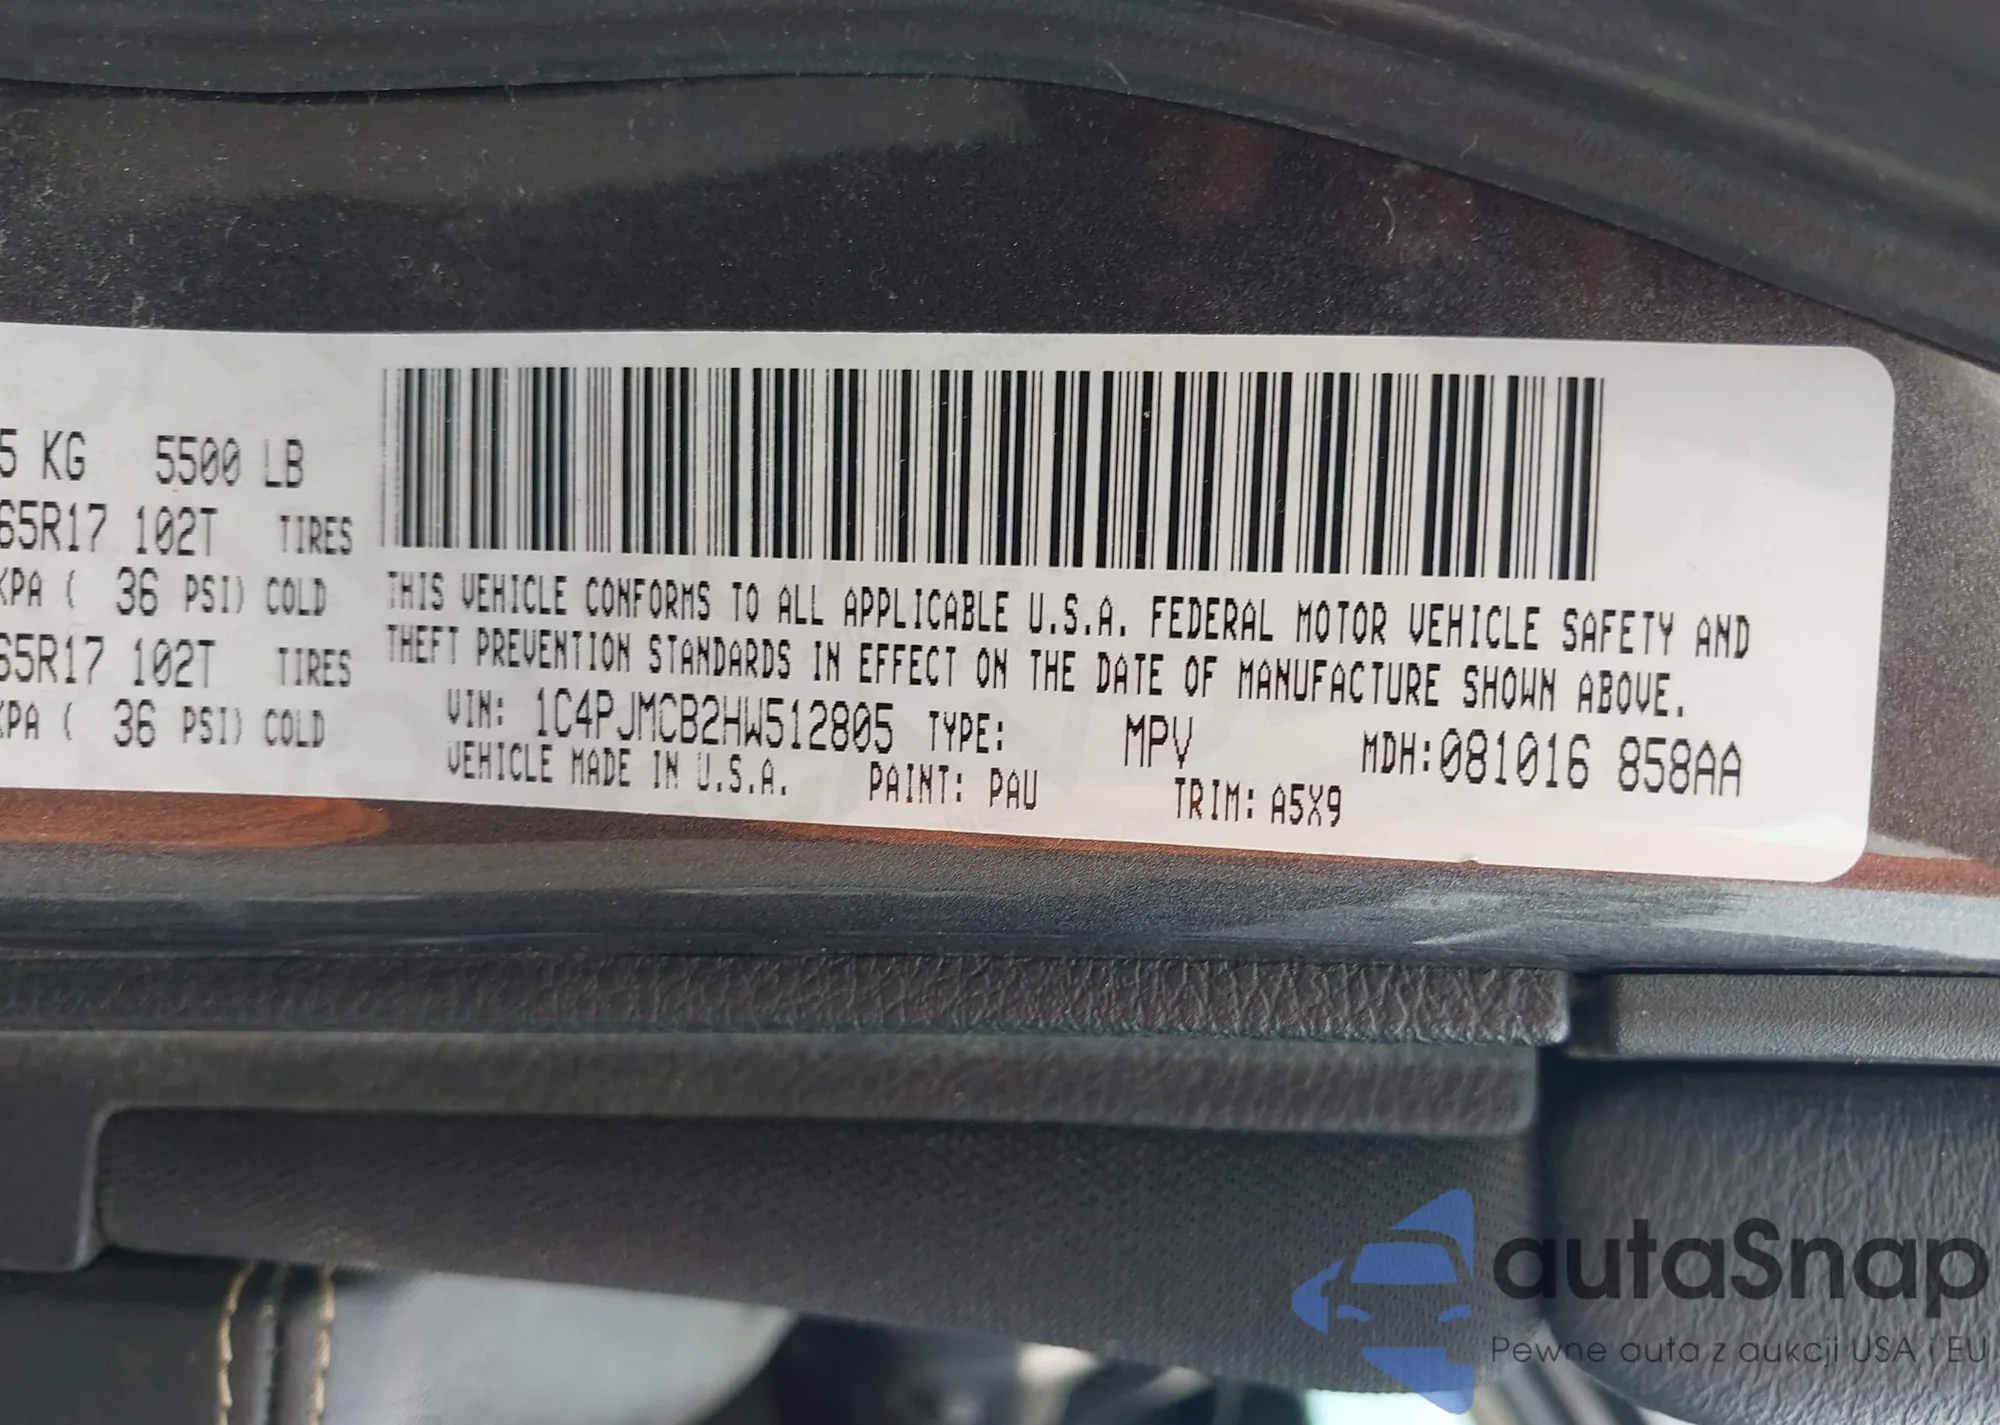 5 KG 5500 LB
65R17 102T TIRES
KPA ( 36 PSI) COLD
65R17 102T TIRES
KPA ( 36 PSI) COLD
THIS VEHICLE CONFORMS TO ALL APPLICABLE U.S.A. FEDERAL MOTOR VEHICLE SAFETY AND
THEFT PREVENTION STANDARDS IN EFFECT ON THE DATE OF MANUFACTURE SHOWN ABOVE.
VIN: 1C4PJMCB2HW512805 TYPE: MPV MDH:081016 858AA
VEHICLE MADE IN U.S.A. PAINT: PAU TRIM: A5X9
autaSnap
Pewne auta z aukcji USA i EU